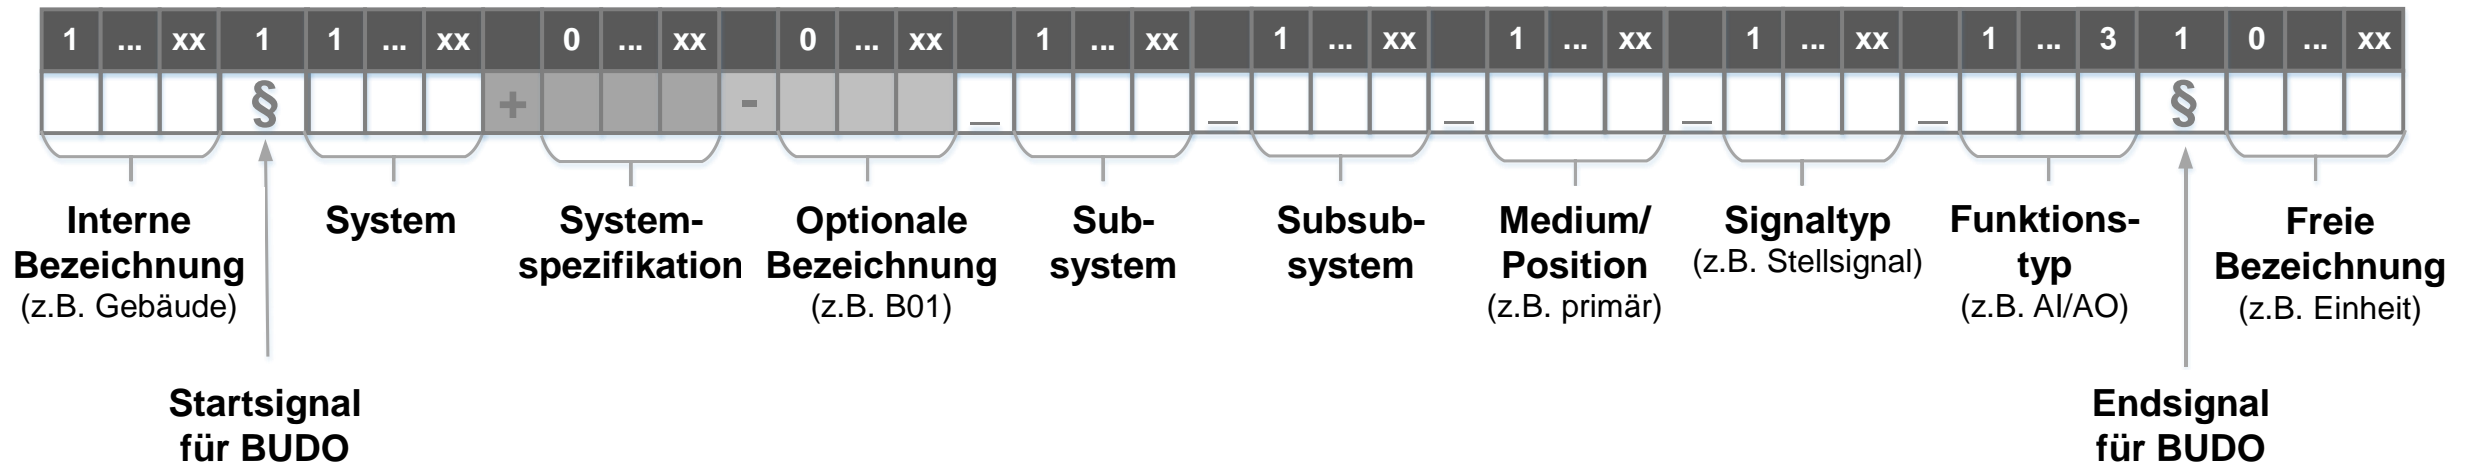 1 ... xx 1 1 ... xx 0 ... xx 0 ... xx 1 ... xx 1 ... xx 1 ... xx 1 ... xx 1 ... 3 1 0 ... xx
§ + - _ _ _ _ _ §
Interne
Bezeichnung
(z.B. Gebäude)
System
System-
spezifikation
Optionale
Bezeichnung
(z.B. B01)
Sub-
system
Subsub-
system
Medium/
Position
(z.B. primär)
Signaltyp
(z.B. Stellsignal)
Funktions-
typ
(z.B. AI/AO)
Freie
Bezeichnung
(z.B. Einheit)
Startsignal
für BUDO
Endsignal
für BUDO